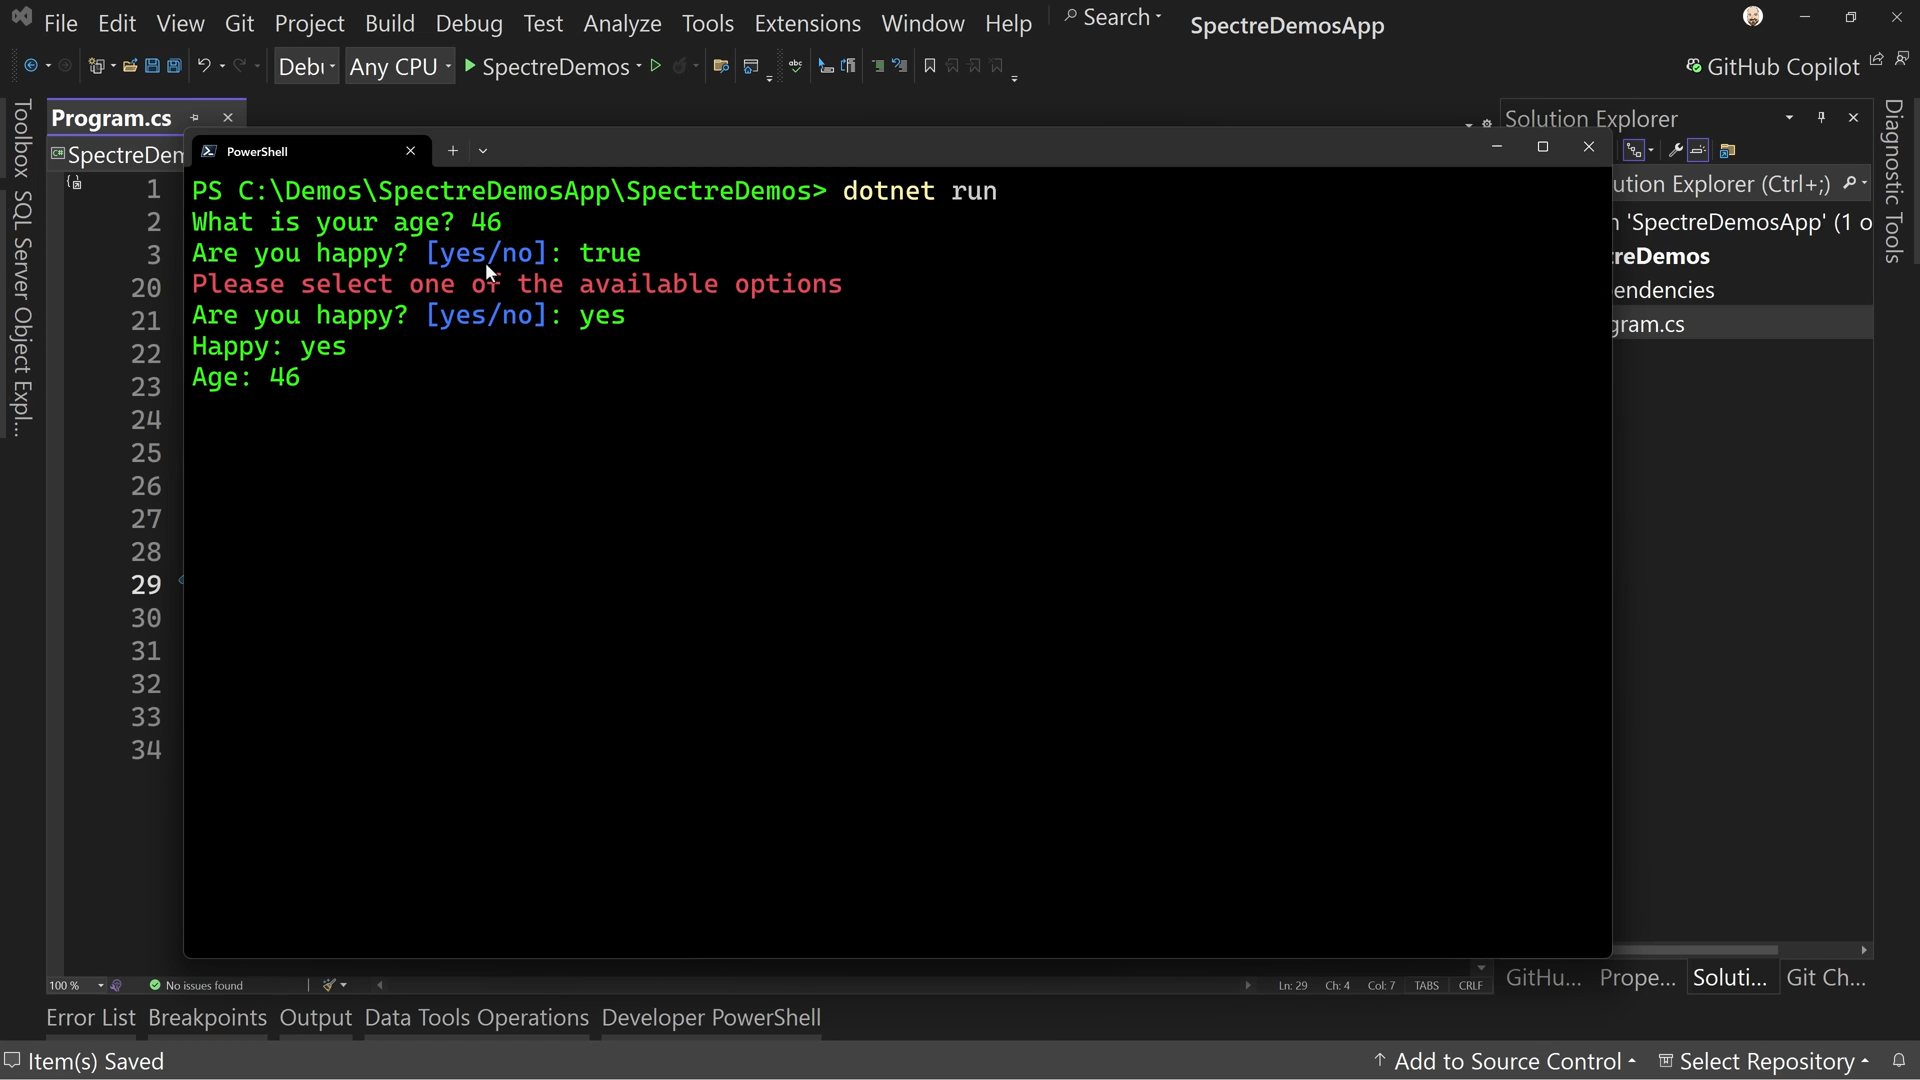 File Edit View Git Project Build Debug Test Analyze Tools Extensions Window Help Search SpectreDemosApp
Debu Any CPU SpectreDemos GitHub Copilot
Program.cs
Solution Explorer
SpectreDem
PowerShell
ution Explorer (Ctrl+;)
'SpectreDemosApp' (1 o
treDemos
endencies
gram.cs
Toolbox
SQL Server Object Expl...
Diagnostic Tools
1
2
3
20
21
22
23
24
25
26
27
28
29
30
31
32
33
34
PS C:\Demos\SpectreDemosApp\SpectreDemos> dotnet run
What is your age? 46
Are you happy? [yes/no]: true
Please select one of the available options
Are you happy? [yes/no]: yes
Happy: yes
Age: 46
100 % No issues found Ln: 29 Ch: 4 Col: 7 TABS CRLF
GitHu... Prope... Soluti... Git Ch...
Error List Breakpoints Output Data Tools Operations Developer PowerShell
Item(s) Saved Add to Source Control Select Repository